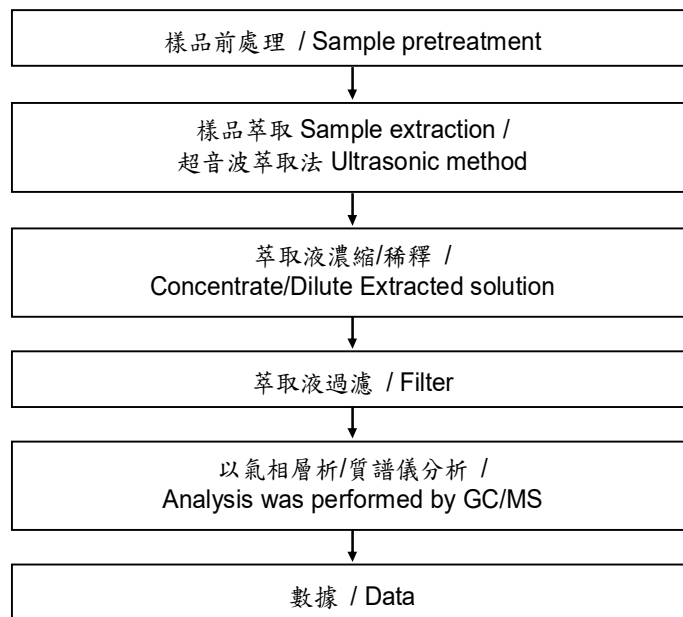 樣品前處理 / Sample pretreatment
樣品萃取 Sample extraction /
超音波萃取法 Ultrasonic method
萃取液濃縮/稀釋 /
Concentrate/Dilute Extracted solution
萃取液過濾 / Filter
以氣相層析/質譜儀分析 /
Analysis was performed by GC/MS
數據 / Data